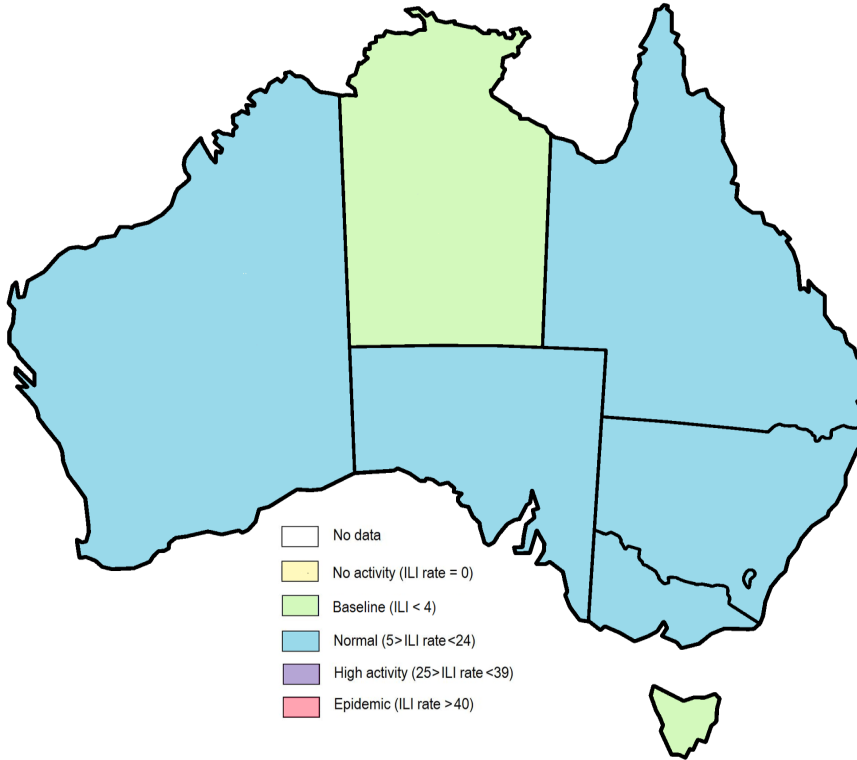 No data
No activity (ILI rate = 0)
Baseline (ILI < 4)
Normal (5> ILI rate <24)
High activity (25> ILI rate <39)
Epidemic (ILI rate >40)